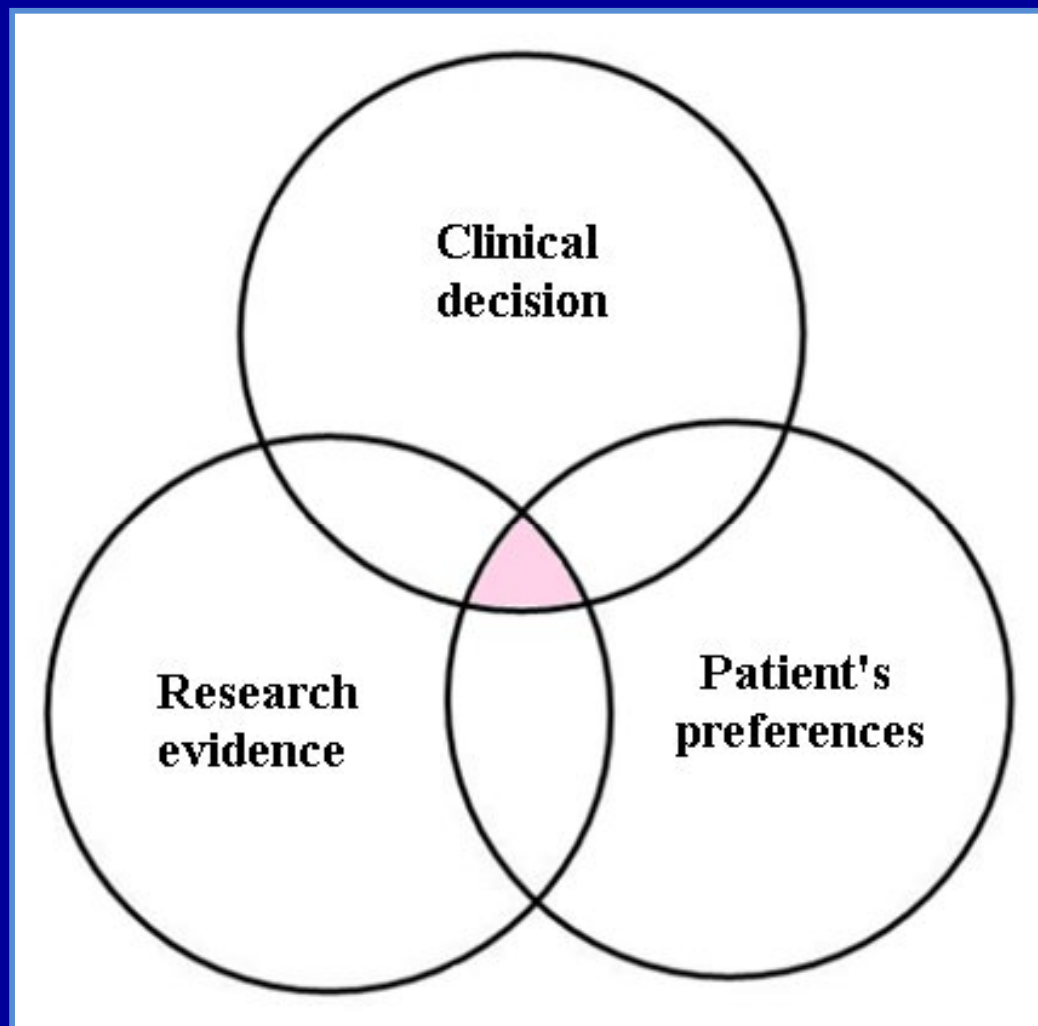 Clinical
decision
Research
evidence
Patient's
preferences